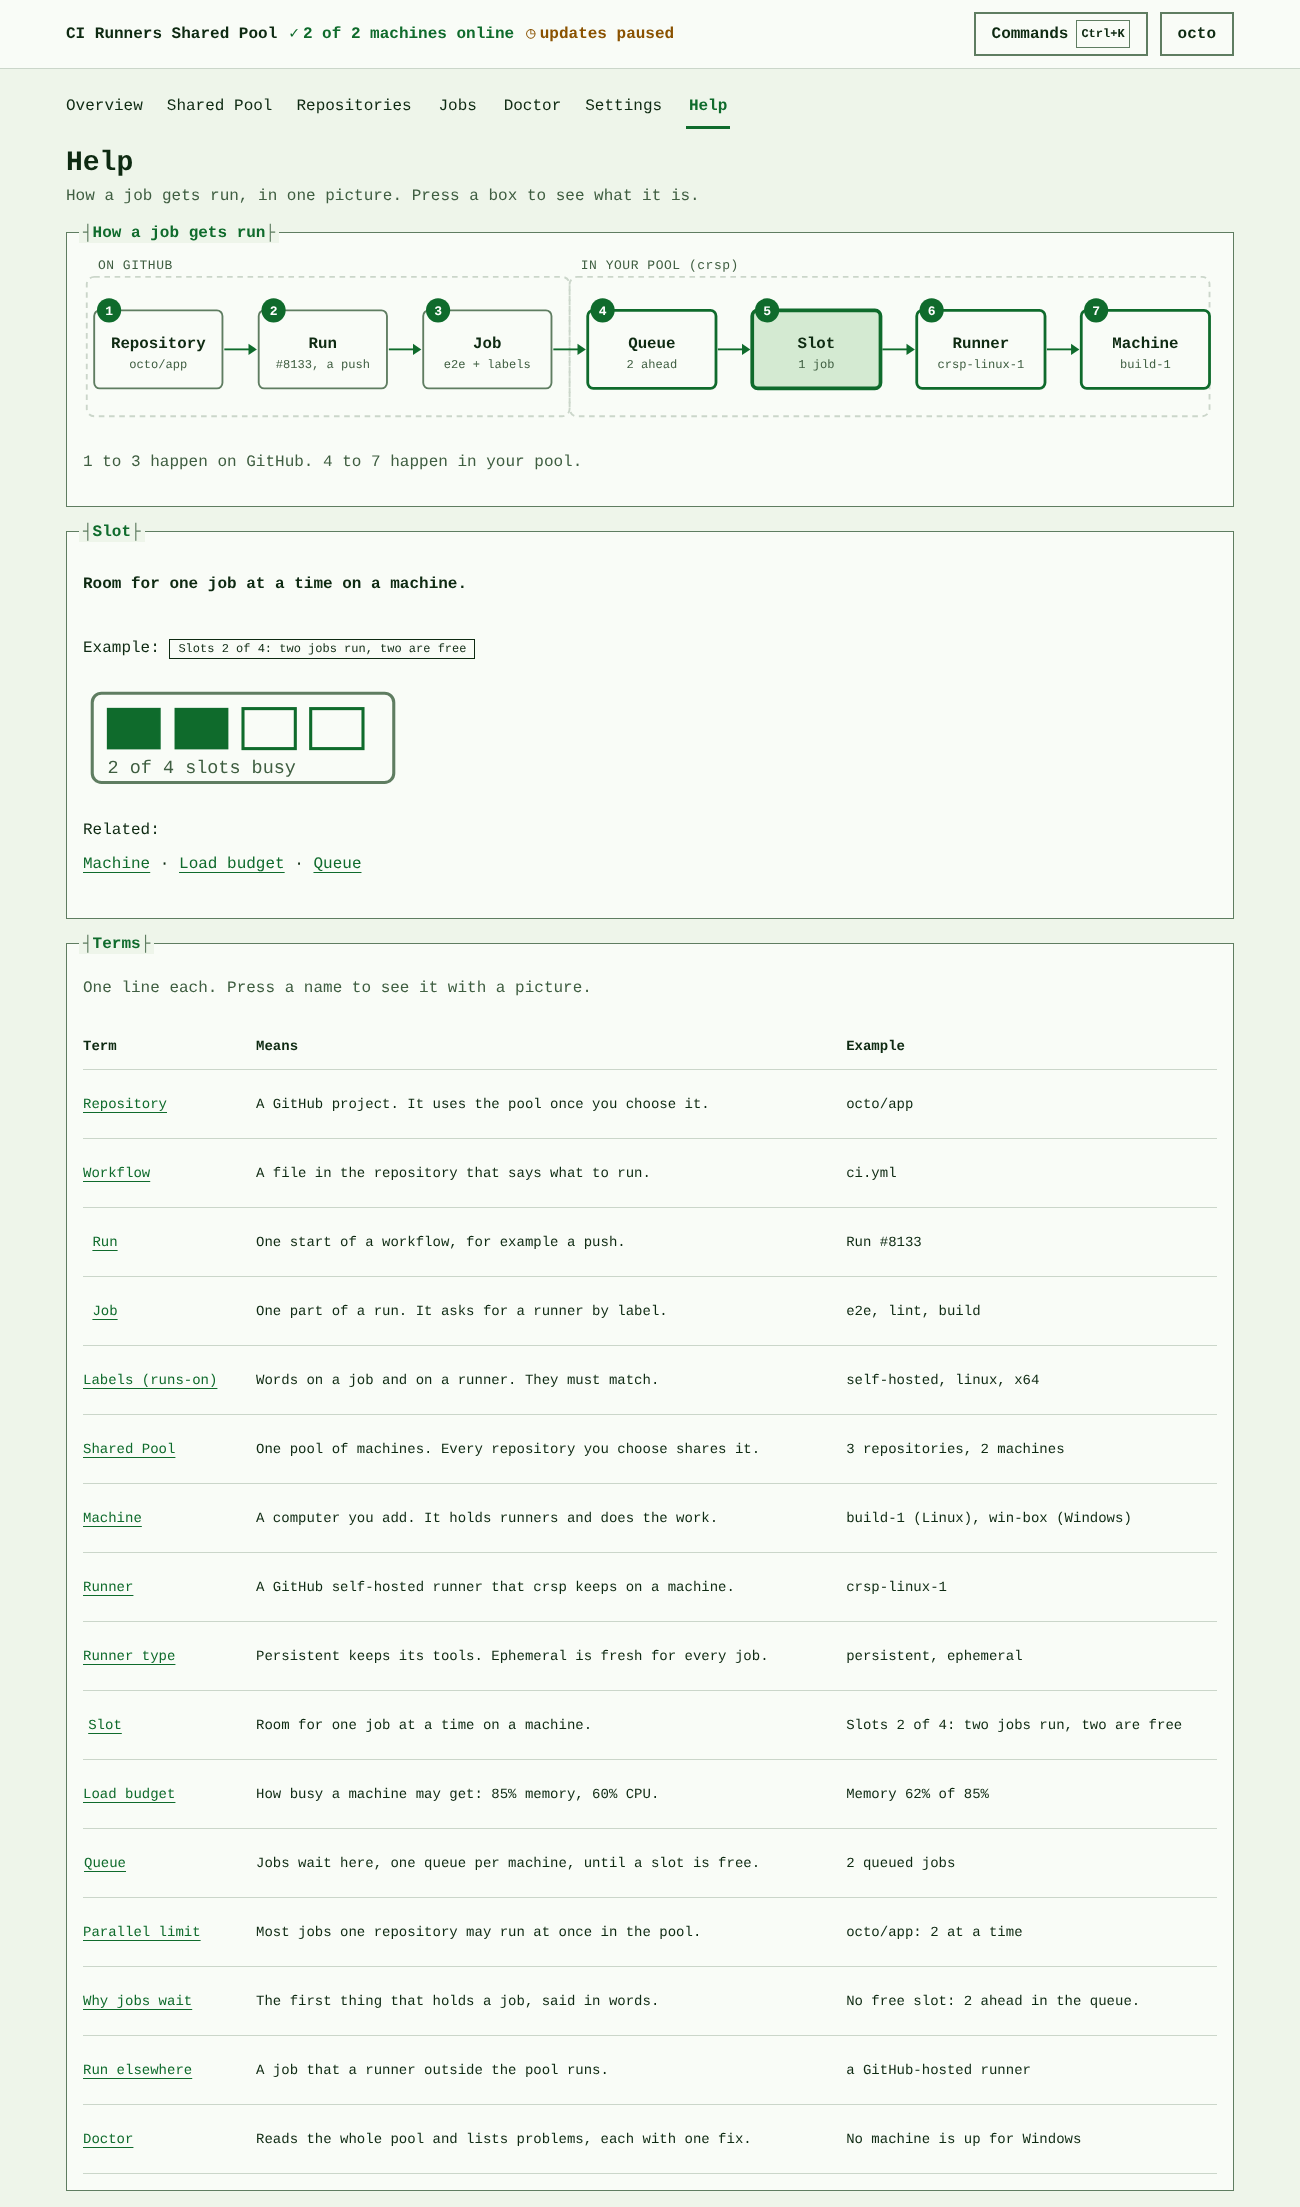 CI Runners Shared Pool ✓ 2 of 2 machines online ◷ updates paused Commands Ctrl+K octo
Overview Shared Pool Repositories Jobs Doctor Settings Help
Help
How a job gets run, in one picture. Press a box to see what it is.
How a job gets run
ON GITHUB IN YOUR POOL (crsp)
1 2 3 4 5 6 7
Repository Run Job Queue Slot Runner Machine
octo/app #8133, a push e2e + labels 2 ahead 1 job crsp-linux-1 build-1
1 to 3 happen on GitHub. 4 to 7 happen in your pool.
Slot
Room for one job at a time on a machine.
Example: Slots 2 of 4: two jobs run, two are free
2 of 4 slots busy
Related:
Machine · Load budget · Queue
Terms
One line each. Press a name to see it with a picture.
Term Means Example
Repository A GitHub project. It uses the pool once you choose it. octo/app
Workflow A file in the repository that says what to run. ci.yml
Run One start of a workflow, for example a push. Run #8133
Job One part of a run. It asks for a runner by label. e2e, lint, build
Labels (runs-on) Words on a job and on a runner. They must match. self-hosted, linux, x64
Shared Pool One pool of machines. Every repository you choose shares it. 3 repositories, 2 machines
Machine A computer you add. It holds runners and does the work. build-1 (Linux), win-box (Windows)
Runner A GitHub self-hosted runner that crsp keeps on a machine. crsp-linux-1
Runner type Persistent keeps its tools. Ephemeral is fresh for every job. persistent, ephemeral
Slot Room for one job at a time on a machine. Slots 2 of 4: two jobs run, two are free
Load budget How busy a machine may get: 85% memory, 60% CPU. Memory 62% of 85%
Queue Jobs wait here, one queue per machine, until a slot is free. 2 queued jobs
Parallel limit Most jobs one repository may run at once in the pool. octo/app: 2 at a time
Why jobs wait The first thing that holds a job, said in words. No free slot: 2 ahead in the queue.
Run elsewhere A job that a runner outside the pool runs. a GitHub-hosted runner
Doctor Reads the whole pool and lists problems, each with one fix. No machine is up for Windows